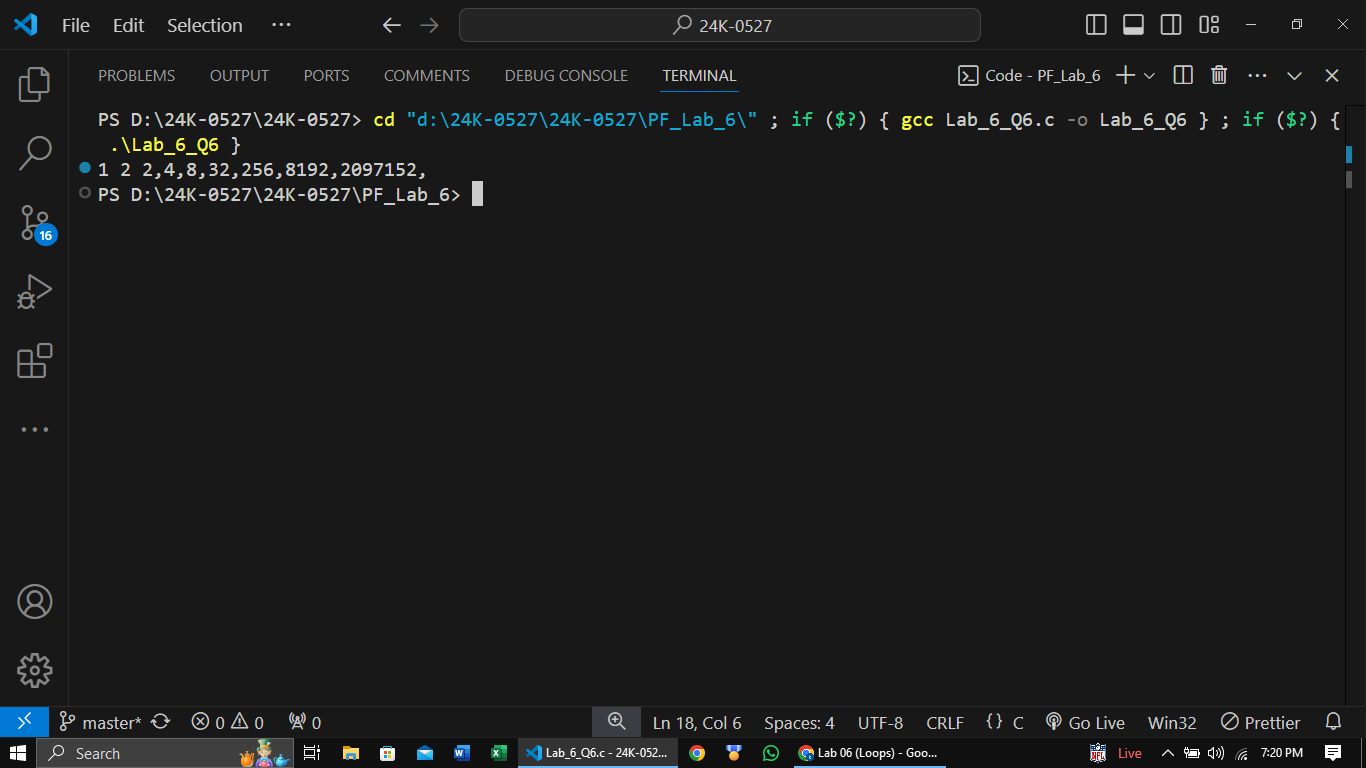 File Edit Selection ··· 24K-0527
PROBLEMS OUTPUT PORTS COMMENTS DEBUG CONSOLE TERMINAL Code - PF_Lab_6
PS D:\24K-0527\24K-0527> cd "d:\24K-0527\24K-0527\PF_Lab_6\" ; if ($?) { gcc Lab_6_Q6.c -o Lab_6_Q6 } ; if ($?) {
.\Lab_6_Q6 }
1 2 2,4,8,32,256,8192,2097152,
PS D:\24K-0527\24K-0527\PF_Lab_6>
16
master* 0 0 0 Ln 18, Col 6 Spaces: 4 UTF-8 CRLF {} C Go Live Win32 Prettier
Search Lab_6_Q6.c - 24K-052... Lab 06 (Loops) - Goo... NFL Live 7:20 PM